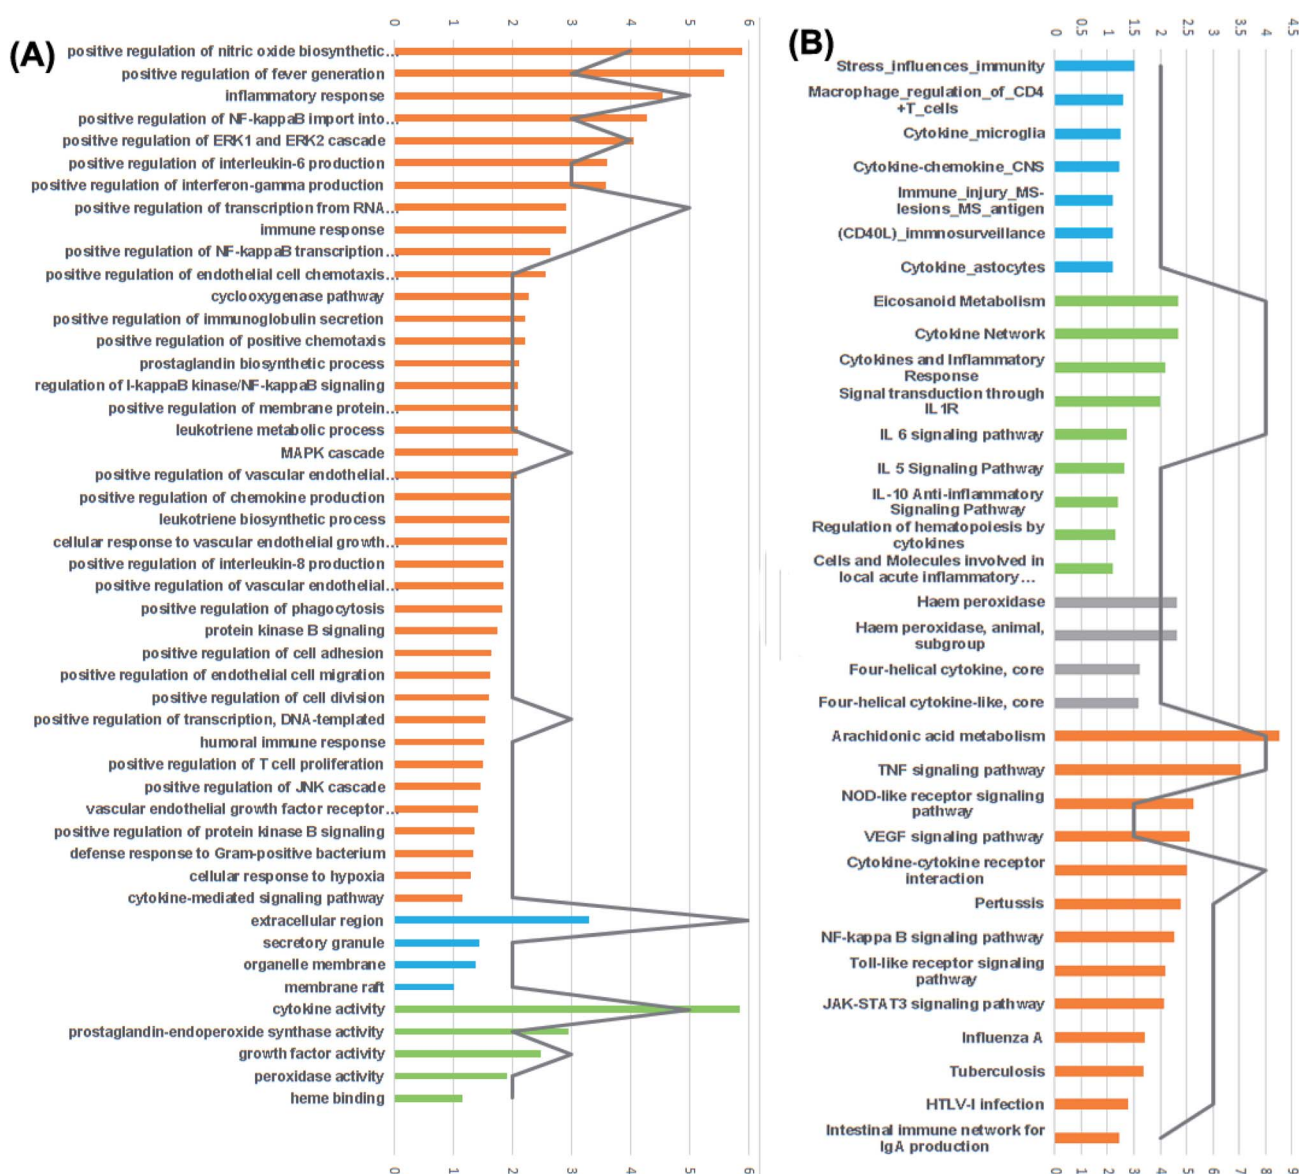 (A)
0 1 2 3 4 5 6
positive regulation of nitric oxide biosynthetic...
positive regulation of fever generation
inflammatory response
positive regulation of NF-kappaB import into...
positive regulation of ERK1 and ERK2 cascade
positive regulation of interleukin-6 production
positive regulation of interferon-gamma production
positive regulation of transcription from RNA...
immune response
positive regulation of NF-kappaB transcription...
positive regulation of endothelial cell chemotaxis...
cyclooxygenase pathway
positive regulation of immunoglobulin secretion
positive regulation of positive chemotaxis
prostaglandin biosynthetic process
regulation of I-kappaB kinase/NF-kappaB signaling
positive regulation of membrane protein...
leukotriene metabolic process
MAPK cascade
positive regulation of vascular endothelial...
positive regulation of chemokine production
leukotriene biosynthetic process
cellular response to vascular endothelial growth...
positive regulation of interleukin-8 production
positive regulation of vascular endothelial...
positive regulation of phagocytosis
protein kinase B signaling
positive regulation of cell adhesion
positive regulation of endothelial cell migration
positive regulation of cell division
positive regulation of transcription, DNA-templated
humoral immune response
positive regulation of T cell proliferation
positive regulation of JNK cascade
vascular endothelial growth factor receptor...
positive regulation of protein kinase B signaling
defense response to Gram-positive bacterium
cellular response to hypoxia
cytokine-mediated signaling pathway
extracellular region
secretory granule
organelle membrane
membrane raft
cytokine activity
prostaglandin-endoperoxide synthase activity
growth factor activity
peroxidase activity
heme binding
0 1 2 3 4 5 6
(B)
0 0.5 1 1.5 2 2.5 3 3.5 4 4.5
Stress_influences_immunity
Macrophage_regulation_of_CD4
+T_cells
Cytokine_microglia
Cytokine-chemokine_CNS
Immune_injury_MS-
lesions_MS_antigen
(CD40L)_immnosurveillance
Cytokine_astocytes
Eicosanoid Metabolism
Cytokine Network
Cytokines and Inflammatory
Response
Signal transduction through
IL1R
IL 6 signaling pathway
IL 5 Signaling Pathway
IL-10 Anti-inflammatory
Signaling Pathway
Regulation of hematopoiesis by
cytokines
Cells and Molecules involved in
local acute inflammatory...
Haem peroxidase
Haem peroxidase, animal,
subgroup
Four-helical cytokine, core
Four-helical cytokine-like, core
Arachidonic acid metabolism
TNF signaling pathway
NOD-like receptor signaling
pathway
VEGF signaling pathway
Cytokine-cytokine receptor
interaction
Pertussis
NF-kappa B signaling pathway
Toll-like receptor signaling
pathway
JAK-STAT3 signaling pathway
Influenza A
Tuberculosis
HTLV-I infection
Intestinal immune network for
IgA production
0 1 2 3 4 5 6 7 8 9